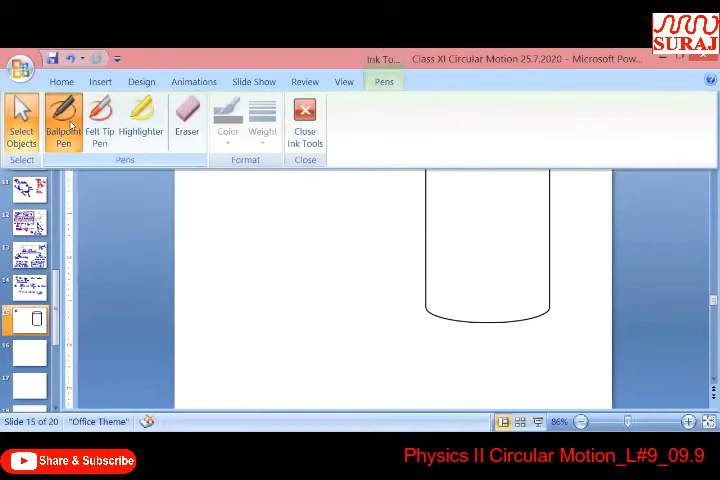 SURAJ
Ink To...
Class XI Circular Motion 25.7.2020 - Microsoft Pow...
Home Insert Design Animations Slide Show Review View Pens
Select Objects
Ballpoint Pen
Felt Tip Pen
Highlighter
Eraser
Color
Weight
Close Ink Tools
Select Pens Format Close
11
12
13
14
15
16
17
18
Slide 15 of 20 "Office Theme" 86%
Share & Subscribe
Physics II Circular Motion_L#9_09.9